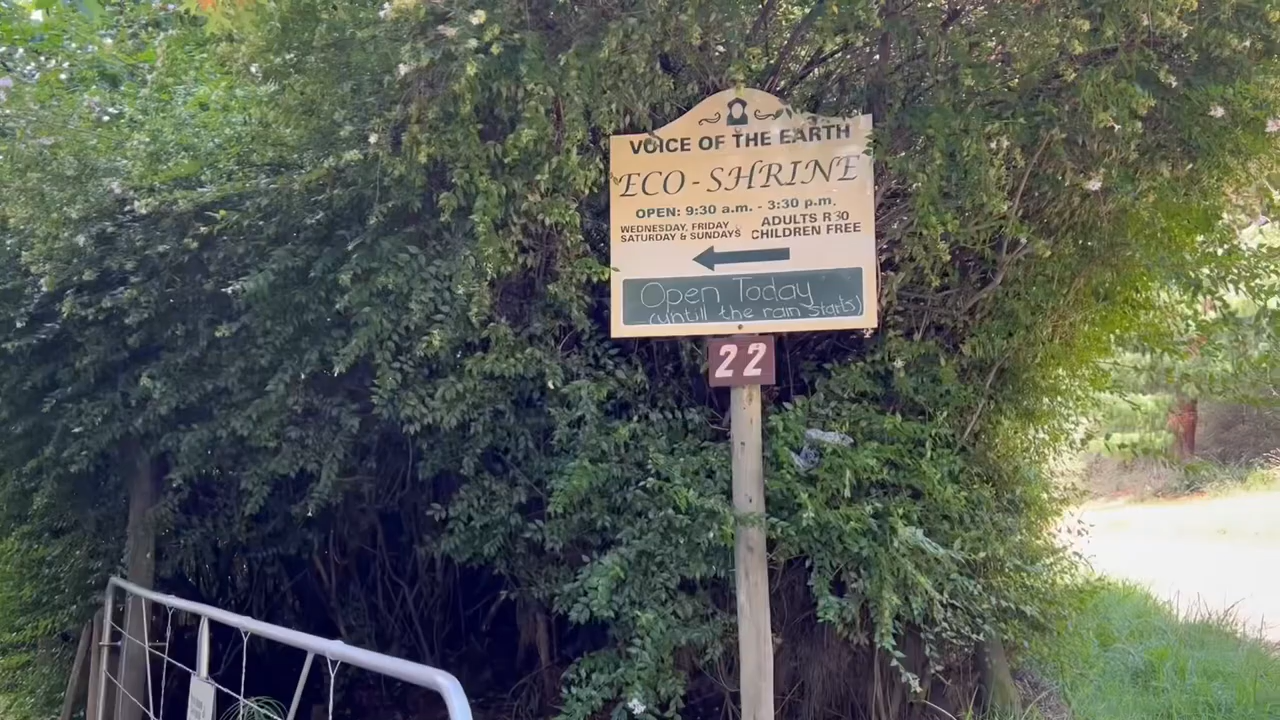 VOICE OF THE EARTH
ECO-SHRINE
OPEN: 9:30 a.m. - 3:30 p.m.
WEDNESDAY, FRIDAY
SATURDAY & SUNDAYS
ADULTS R30
CHILDREN FREE
Open Today
(untill the rain starts)
22